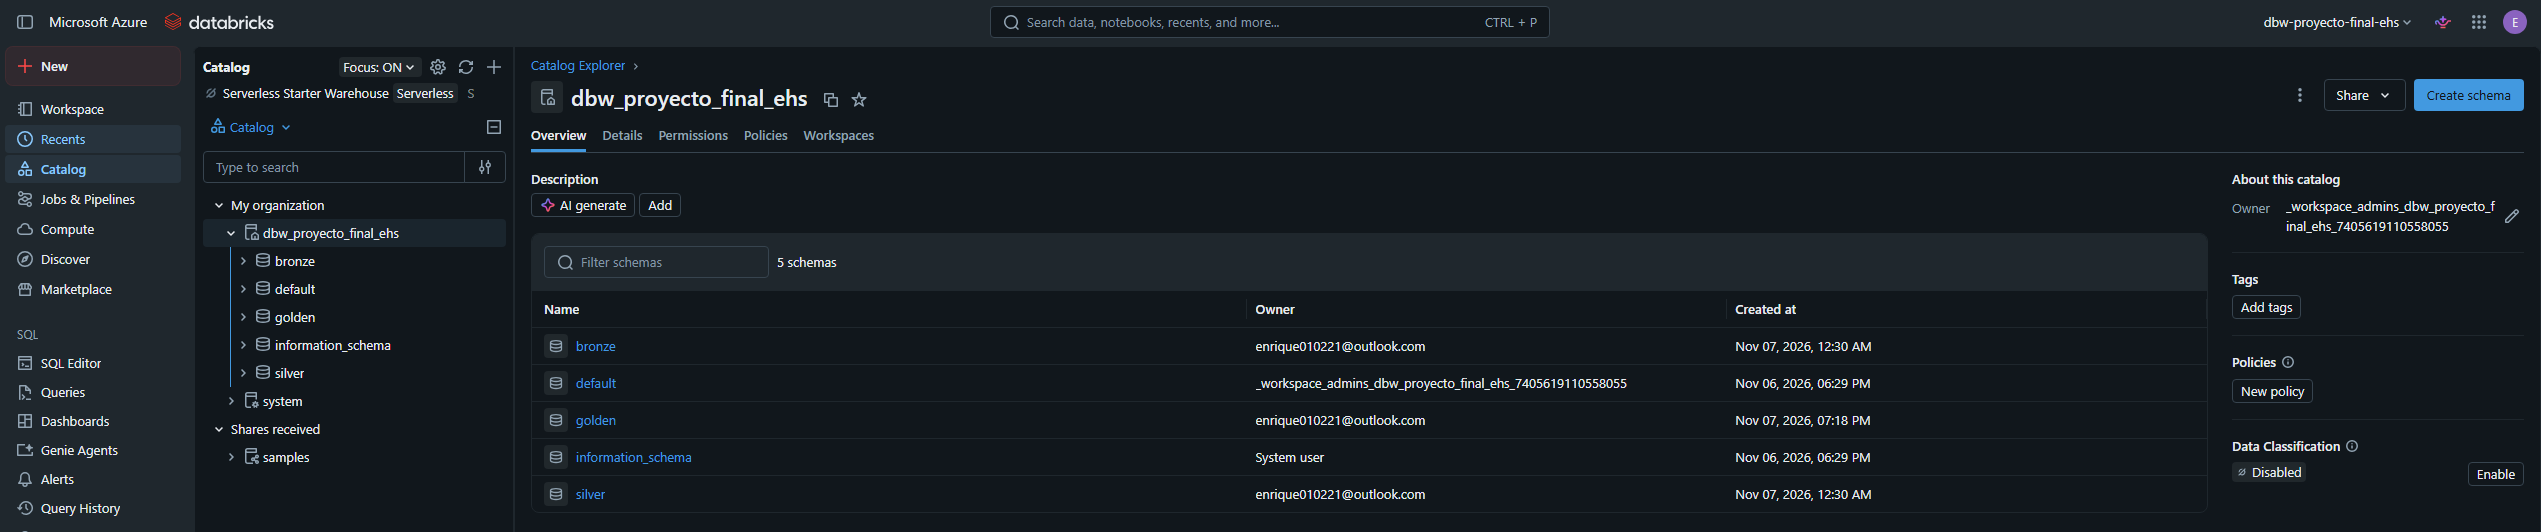 Microsoft Azure databricks
Search data, notebooks, recents, and more... CTRL + P
dbw-proyecto-final-ehs
E
New
Workspace
Recents
Catalog
Jobs & Pipelines
Compute
Discover
Marketplace
SQL
SQL Editor
Queries
Dashboards
Genie Agents
Alerts
Query History
Catalog Focus: ON
Serverless Starter Warehouse Serverless S
Catalog
Type to search
My organization
dbw_proyecto_final_ehs
bronze
default
golden
information_schema
silver
system
Shares received
samples
Catalog Explorer
dbw_proyecto_final_ehs
Share Create schema
Overview Details Permissions Policies Workspaces
Description
AI generate Add
Filter schemas 5 schemas
Name Owner Created at
bronze enrique010221@outlook.com Nov 07, 2026, 12:30 AM
default _workspace_admins_dbw_proyecto_final_ehs_7405619110558055 Nov 06, 2026, 06:29 PM
golden enrique010221@outlook.com Nov 07, 2026, 07:18 PM
information_schema System user Nov 06, 2026, 06:29 PM
silver enrique010221@outlook.com Nov 07, 2026, 12:30 AM
About this catalog
Owner _workspace_admins_dbw_proyecto_f
inal_ehs_7405619110558055
Tags
Add tags
Policies
New policy
Data Classification
Disabled Enable